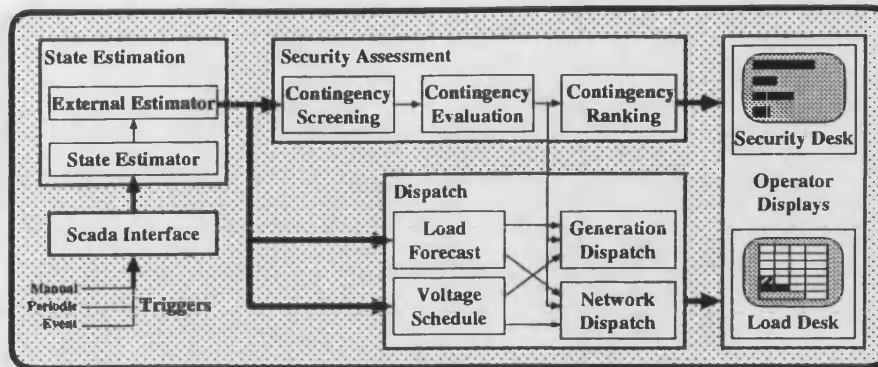 State Estimation
External Estimator
State Estimator
Scada Interface
Manual
Periodic
Event
Triggers
Security Assessment
Contingency
Screening
Contingency
Evaluation
Contingency
Ranking
Dispatch
Load
Forecast
Voltage
Schedule
Generation
Dispatch
Network
Dispatch
Security Desk
Operator
Displays
Load Desk